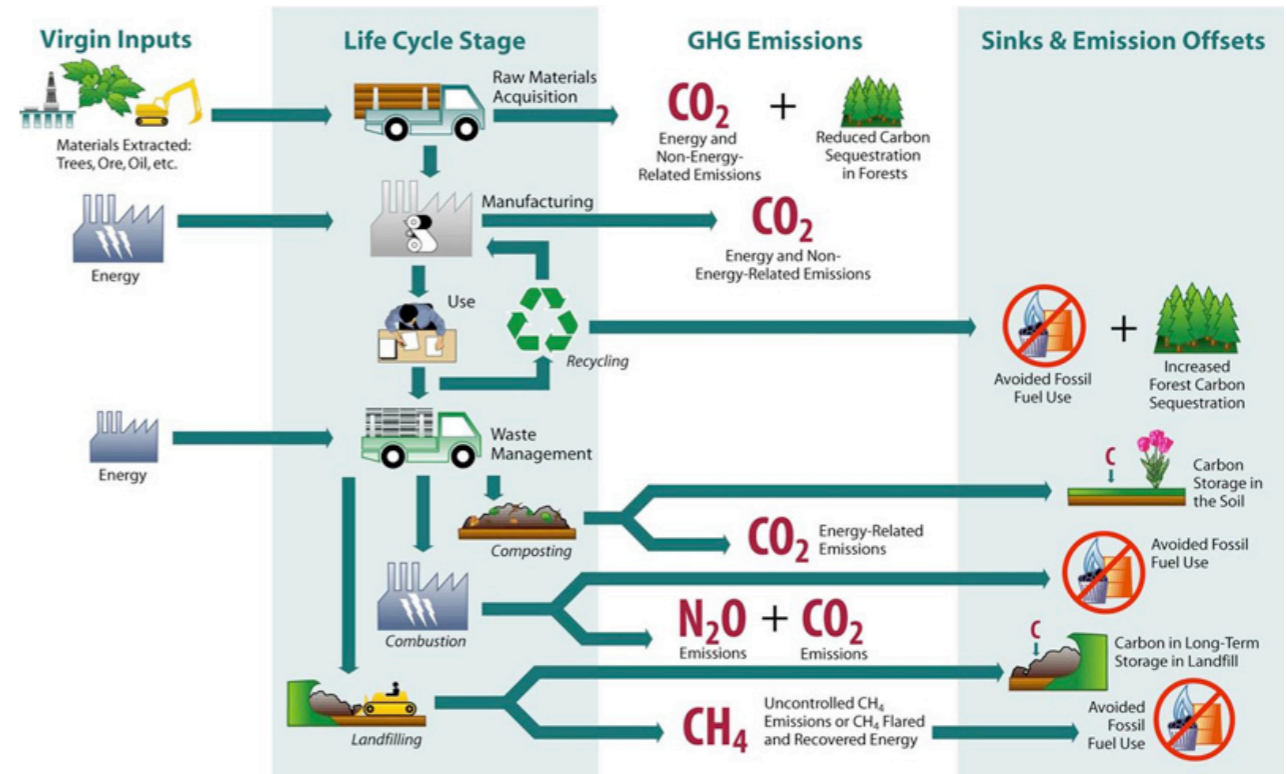 Virgin Inputs
Life Cycle Stage
GHG Emissions
Sinks & Emission Offsets
Materials Extracted:
Trees, Ore, Oil, etc.
Raw Materials
Acquisition
CO₂
Energy and
Non-Energy-
Related Emissions
+
Reduced Carbon
Sequestration
in Forests
Energy
Manufacturing
CO₂
Energy and Non-
Energy-Related Emissions
Use
Recycling
Avoided Fossil
Fuel Use
+
Increased
Forest Carbon
Sequestration
Energy
Waste
Management
Composting
C
Carbon
Storage in
the Soil
CO₂
Energy-Related
Emissions
Combustion
Avoided Fossil
Fuel Use
N₂O
Emissions
+
CO₂
Emissions
Landfilling
C
Carbon in Long-Term
Storage in Landfill
CH₄
Uncontrolled CH₄
Emissions or CH₄ Flared
and Recovered Energy
Avoided
Fossil
Fuel Use